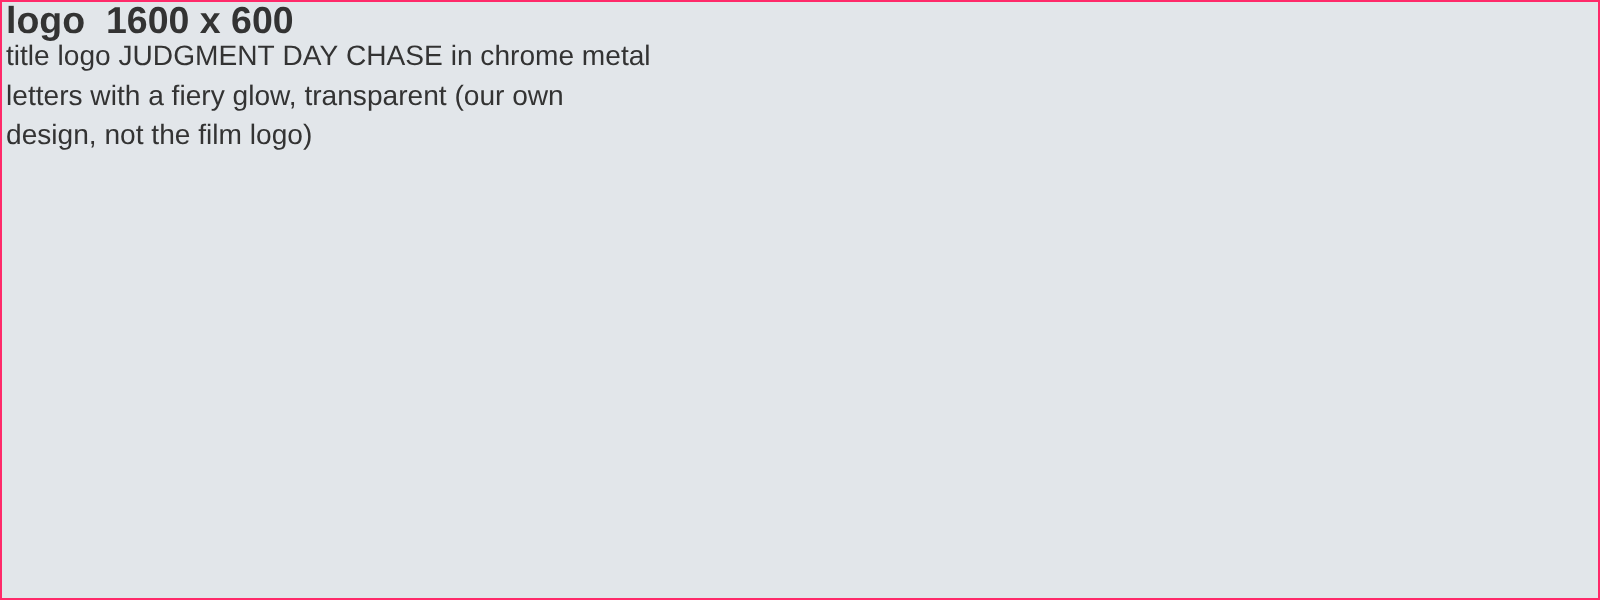 logo  1600 x 600
title logo JUDGMENT DAY CHASE in chrome metal
letters with a fiery glow, transparent (our own
design, not the film logo)